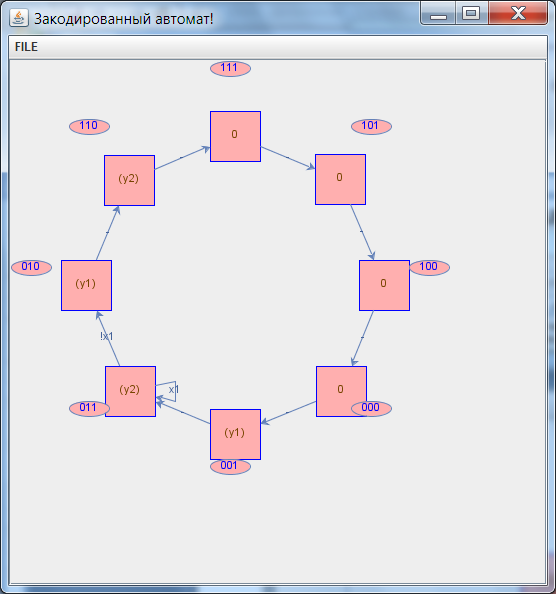 Закодированный автомат!
FILE
111
110
101
0
-
-
(y2)
0
-
-
010
(y1)
0
100
!x1
-
(y2)
x1
0
011
-
-
000
(y1)
001